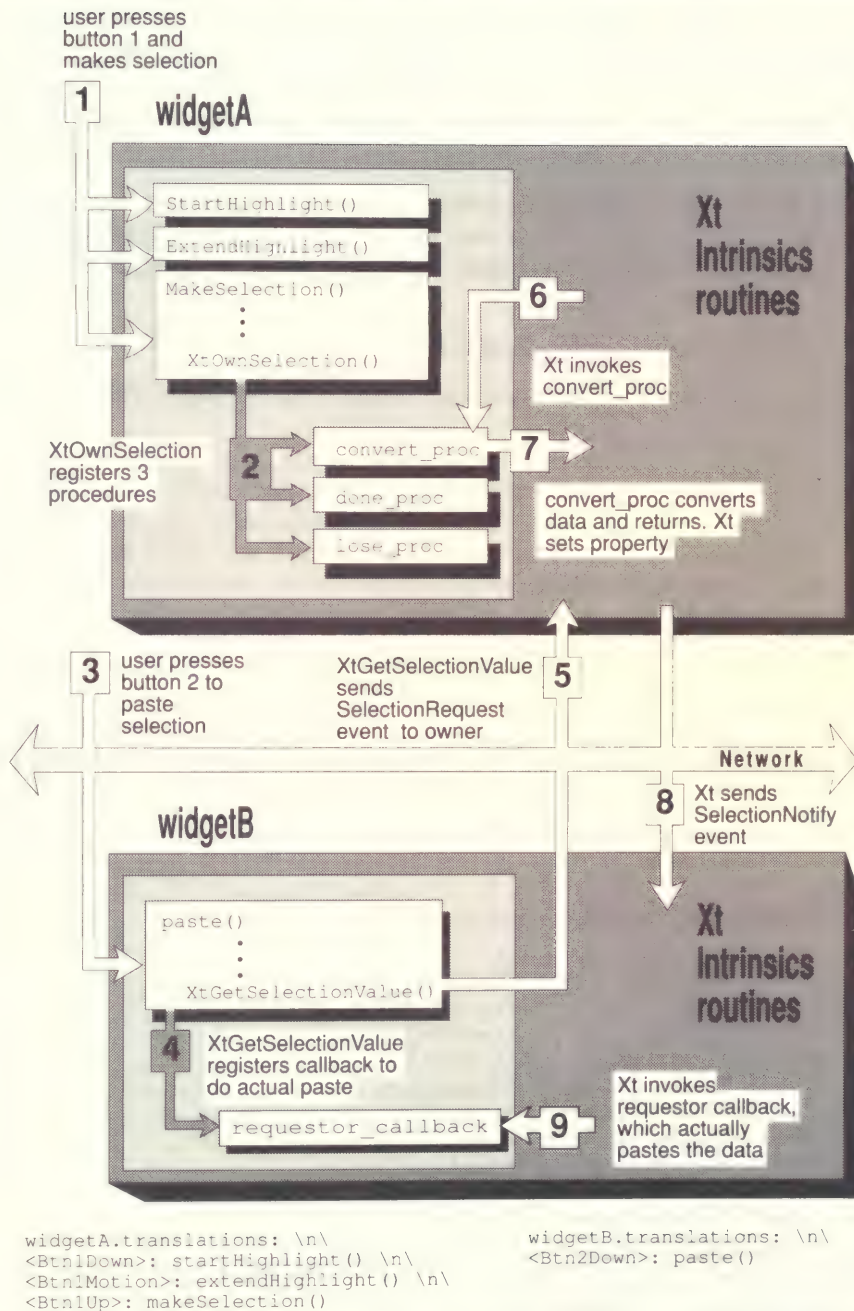 user presses
button 1 and
makes selection
1
widgetA
StartHighlight()
ExtendHighlight()
MakeSelection()
XtOwnSelection()
Xt
Intrinsics
routines
6
Xt invokes
convert_proc
XtOwnSelection
registers 3
procedures
2
convert_proc
done_proc
lose_proc
7
convert_proc converts
data and returns. Xt
sets property
3
user presses
button 2 to
paste
selection
XtGetSelectionValue
sends
SelectionRequest
event to owner
5
Network
8
Xt sends
SelectionNotify
event
widgetB
paste()
XtGetSelectionValue()
Xt
Intrinsics
routines
4
XtGetSelectionValue
registers callback to
do actual paste
requestor_callback
9
Xt invokes
requestor callback,
which actually
pastes the data
widgetA.translations: \n\
<Btn1Down>: startHighlight() \n\
<Btn1Motion>: extendHighlight() \n\
<Btn1Up>: makeSelection()
widgetB.translations: \n\
<Btn2Down>: paste()